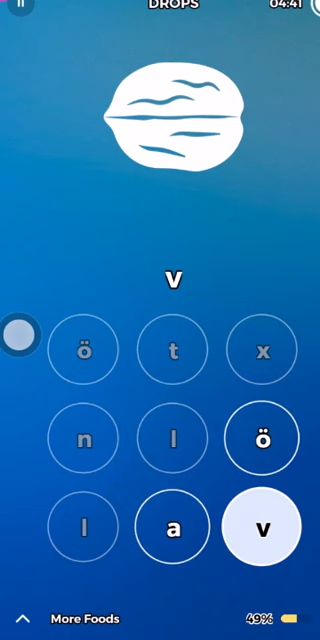 DROPS 04:41
v
ö t x
n l ö
l a v
More Foods 49%